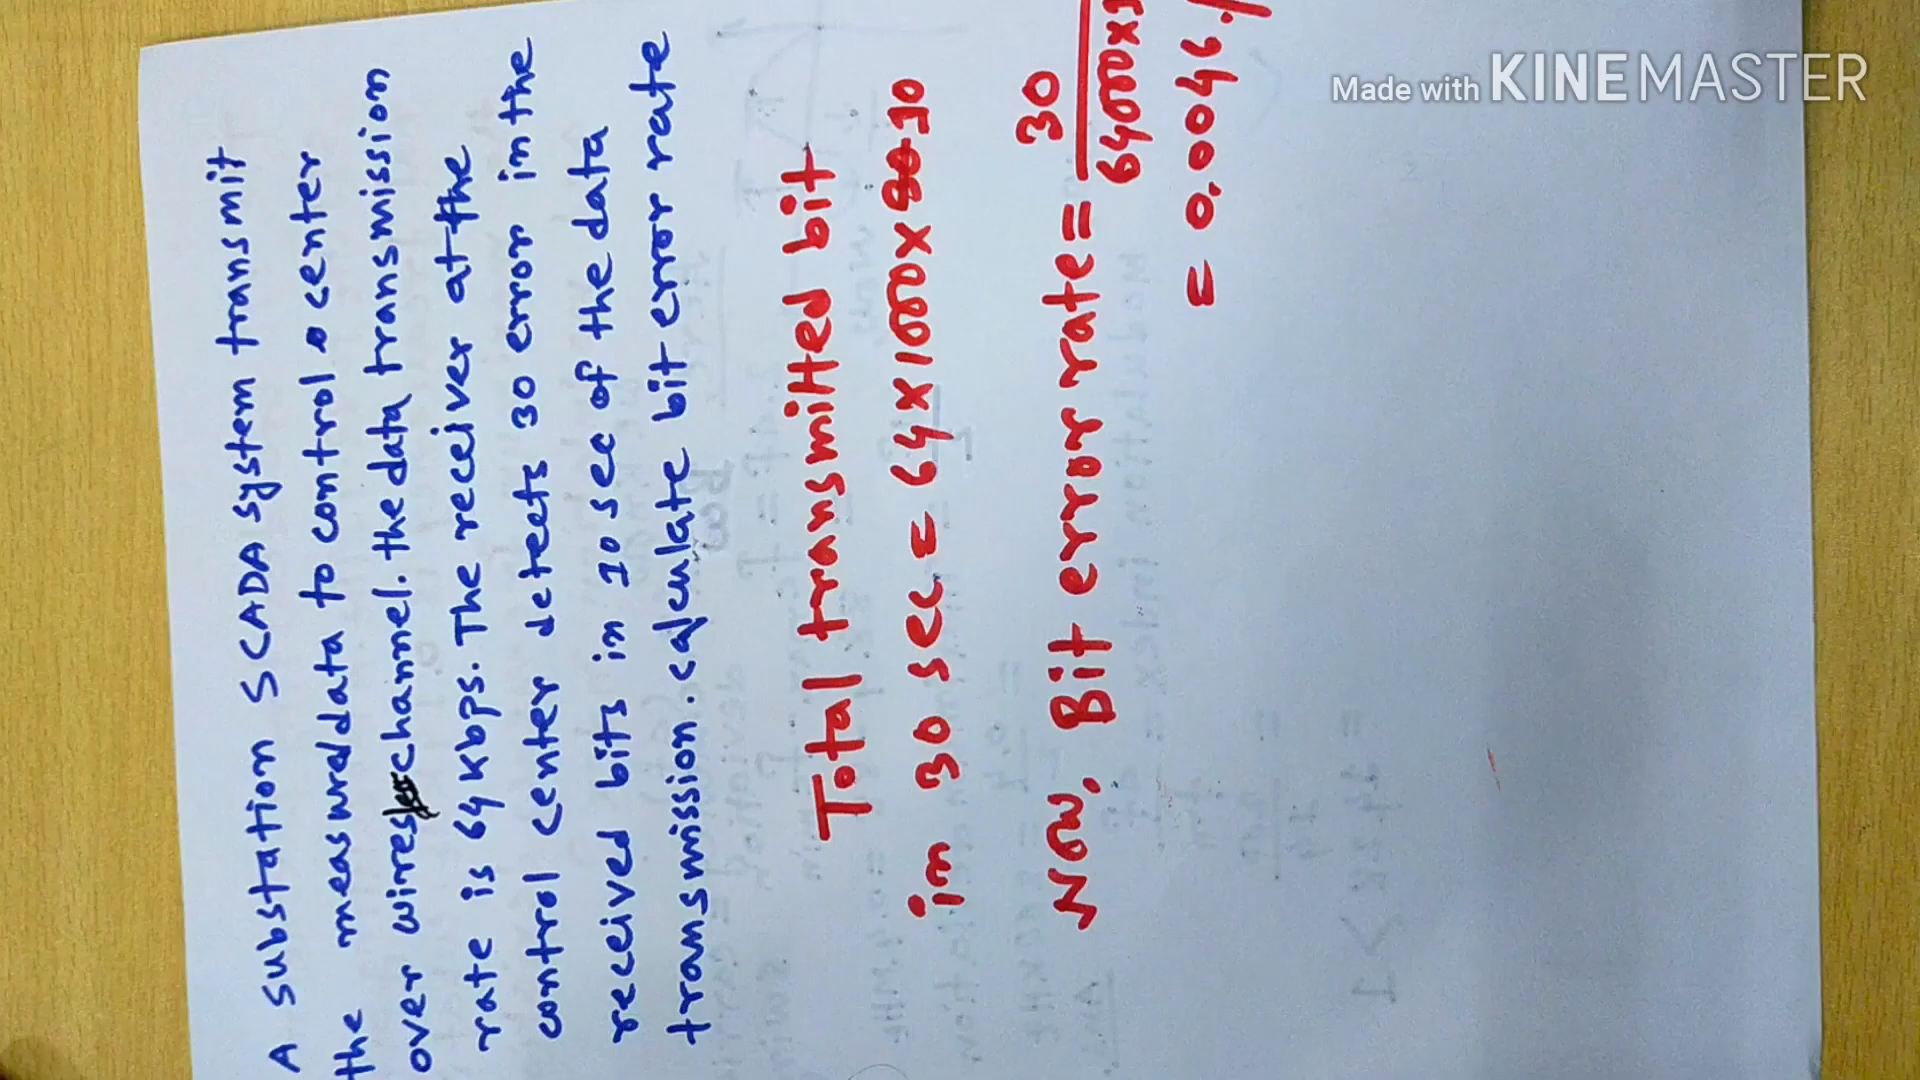 A substation SCADA system transmit
the measured data to control center
over wireless channel. the data transmission
rate is 64 kbps. The receiver at the
control center detects 30 error in the
received bits in 10 sec of the data
transmission. calculate bit error rate
Total transmitted bit
in 30 sec = 64 x 1000 x 10
Now, Bit error rate = 30
64000x
= 0.0046%
Made with KINEMASTER